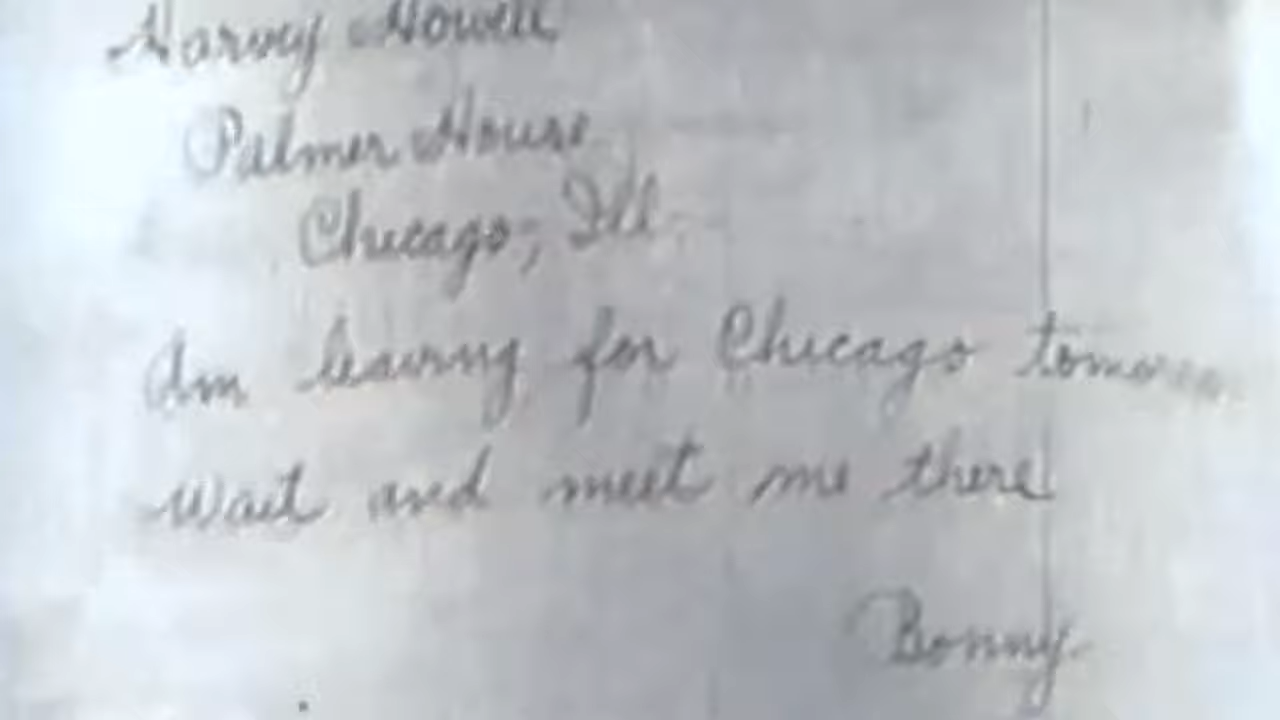 Harvey Howell
Palmer House
Chicago, Ill.
Am leaving for Chicago
Wait and meet me there
Bonny